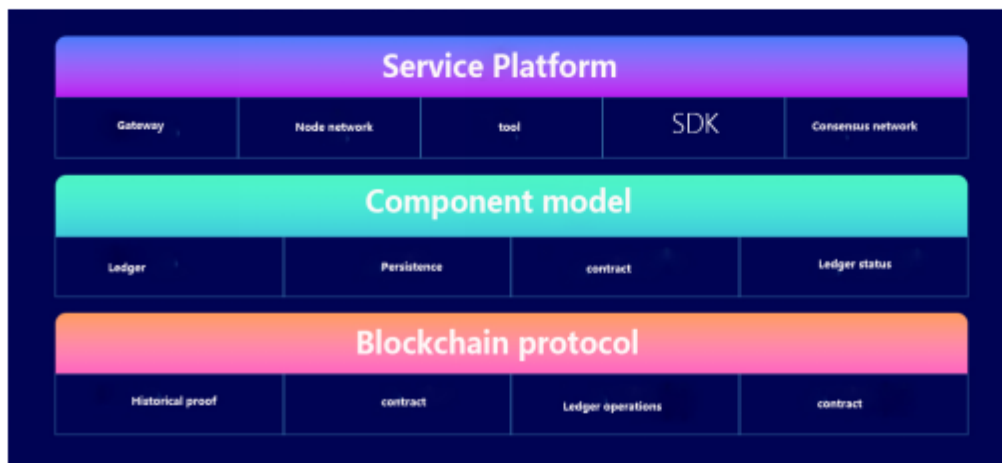 Service Platform
Gateway Node network tool SDK Consensus network
Component model
Ledger Persistence contract Ledger status
Blockchain protocol
Historical proof contract Ledger operations contract